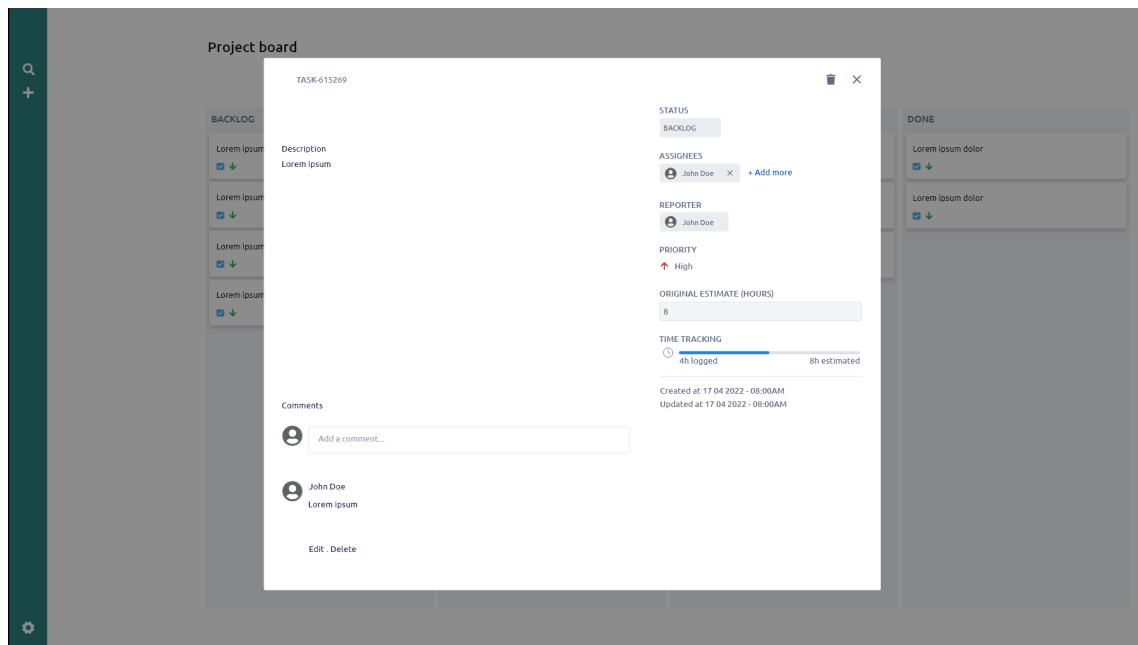 Project board
TASK-615269
BACKLOG
Lorem ipsum
Lorem ipsum
Lorem ipsum
Lorem ipsum
Description
Lorem ipsum
Comments
Add a comment...
John Doe
Lorem ipsum
Edit . Delete
STATUS
BACKLOG
ASSIGNEES
John Doe
+ Add more
REPORTER
John Doe
PRIORITY
High
ORIGINAL ESTIMATE (HOURS)
8
TIME TRACKING
4h logged 8h estimated
Created at 17 04 2022 - 08:00AM
Updated at 17 04 2022 - 08:00AM
DONE
Lorem ipsum dolor
Lorem ipsum dolor